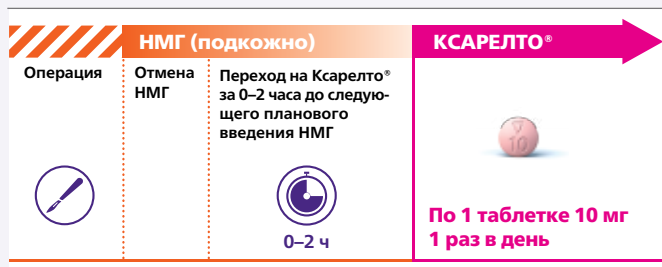 НМГ (подкожно)
КСАРЕЛТО®
Операция
Отмена
НМГ
Переход на Ксарелто®
за 0–2 часа до следую-
щего планового
введения НМГ
10
0–2 ч
По 1 таблетке 10 мг
1 раз в день